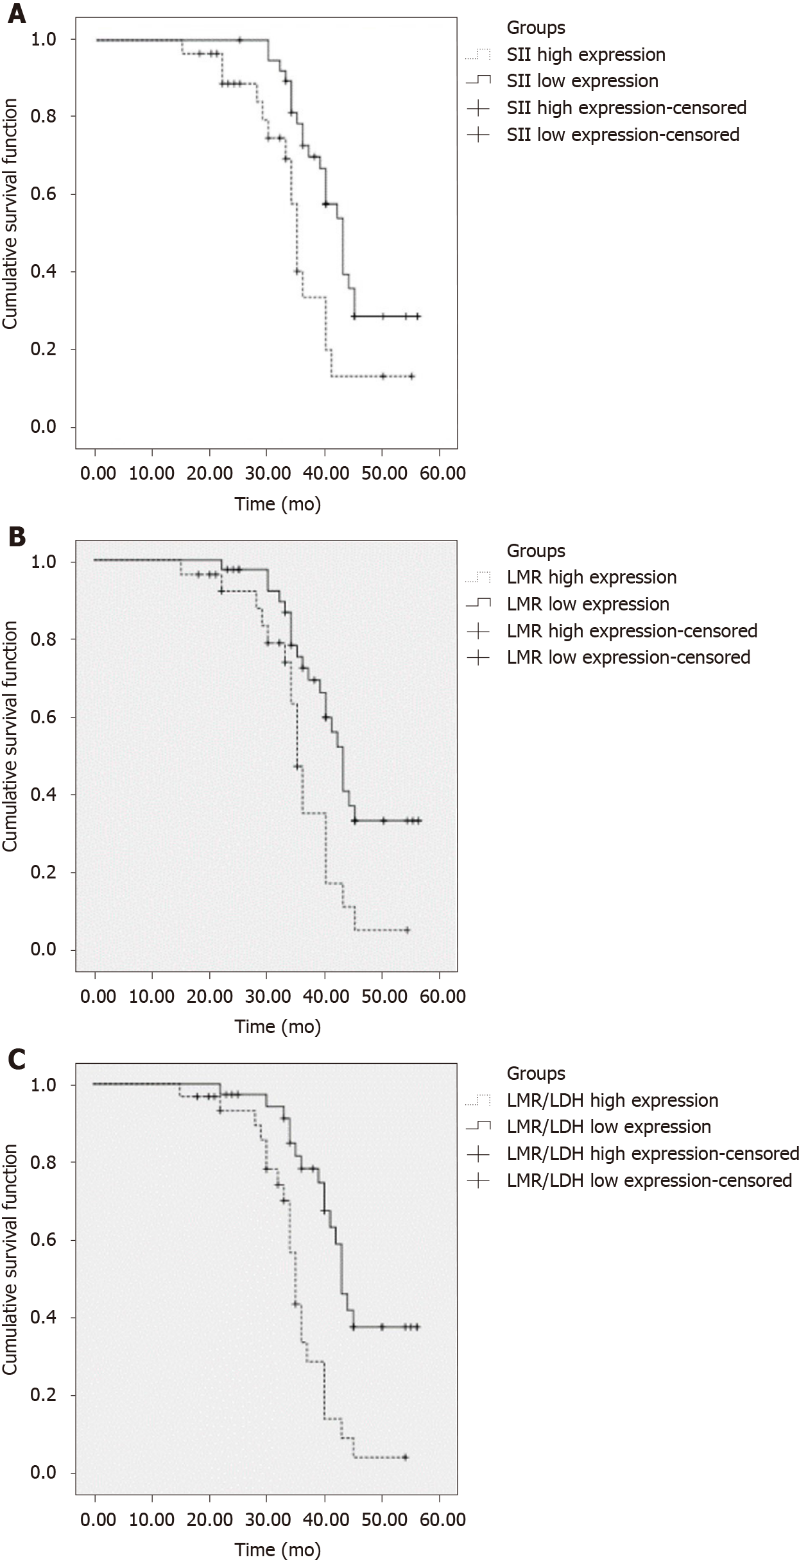 A
Groups
SII high expression
SII low expression
SII high expression-censored
SII low expression-censored
Cumulative survival function
1.0
0.8
0.6
0.4
0.2
0.0
0.00 10.00 20.00 30.00 40.00 50.00 60.00
Time (mo)
B
Groups
LMR high expression
LMR low expression
LMR high expression-censored
LMR low expression-censored
Cumulative survival function
1.0
0.8
0.6
0.4
0.2
0.0
0.00 10.00 20.00 30.00 40.00 50.00 60.00
Time (mo)
C
Groups
LMR/LDH high expression
LMR/LDH low expression
LMR/LDH high expression-censored
LMR/LDH low expression-censored
Cumulative survival function
1.0
0.8
0.6
0.4
0.2
0.0
0.00 10.00 20.00 30.00 40.00 50.00 60.00
Time (mo)